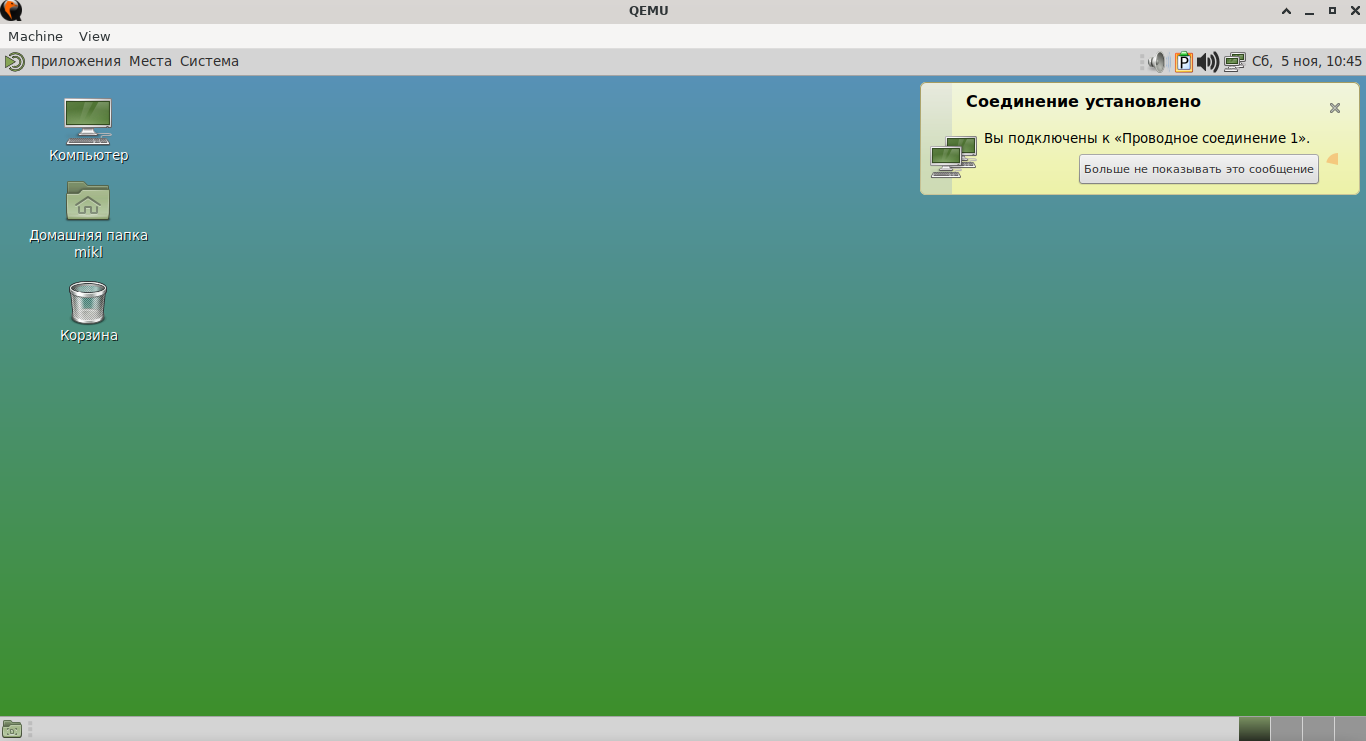 QEMU
Machine View
Приложения Места Система
P
Сб, 5 ноя, 10:45
Соединение установлено
Вы подключены к «Проводное соединение 1».
Больше не показывать это сообщение
Компьютер
Домашняя папка
mikl
Корзина